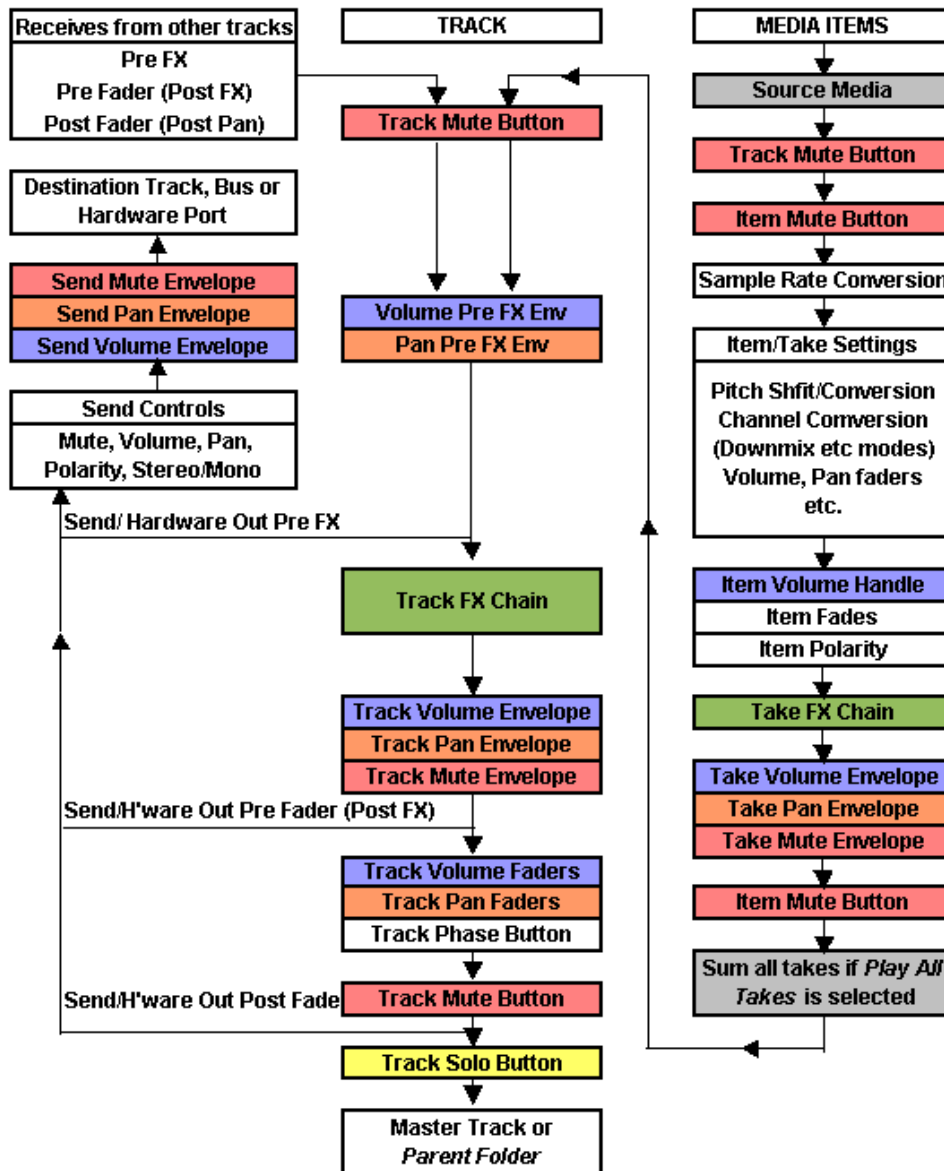 Receives from other tracks
Pre FX
Pre Fader (Post FX)
Post Fader (Post Pan)
Destination Track, Bus or
Hardware Port
Send Mute Envelope
Send Pan Envelope
Send Volume Envelope
Send Controls
Mute, Volume, Pan,
Polarity, Stereo/Mono
Send/ Hardware Out Pre FX
Send/H'ware Out Pre Fader (Post FX)
Send/H'ware Out Post Fade
TRACK
Track Mute Button
Volume Pre FX Env
Pan Pre FX Env
Track FX Chain
Track Volume Envelope
Track Pan Envelope
Track Mute Envelope
Track Volume Faders
Track Pan Faders
Track Phase Button
Track Mute Button
Track Solo Button
Master Track or
Parent Folder
MEDIA ITEMS
Source Media
Track Mute Button
Item Mute Button
Sample Rate Conversion
Item/Take Settings
Pitch Shfit/Conversion
Channel Comversion
(Downmix etc modes)
Volume, Pan faders
etc.
Item Volume Handle
Item Fades
Item Polarity
Take FX Chain
Take Volume Envelope
Take Pan Envelope
Take Mute Envelope
Item Mute Button
Sum all takes if Play All
Takes is selected